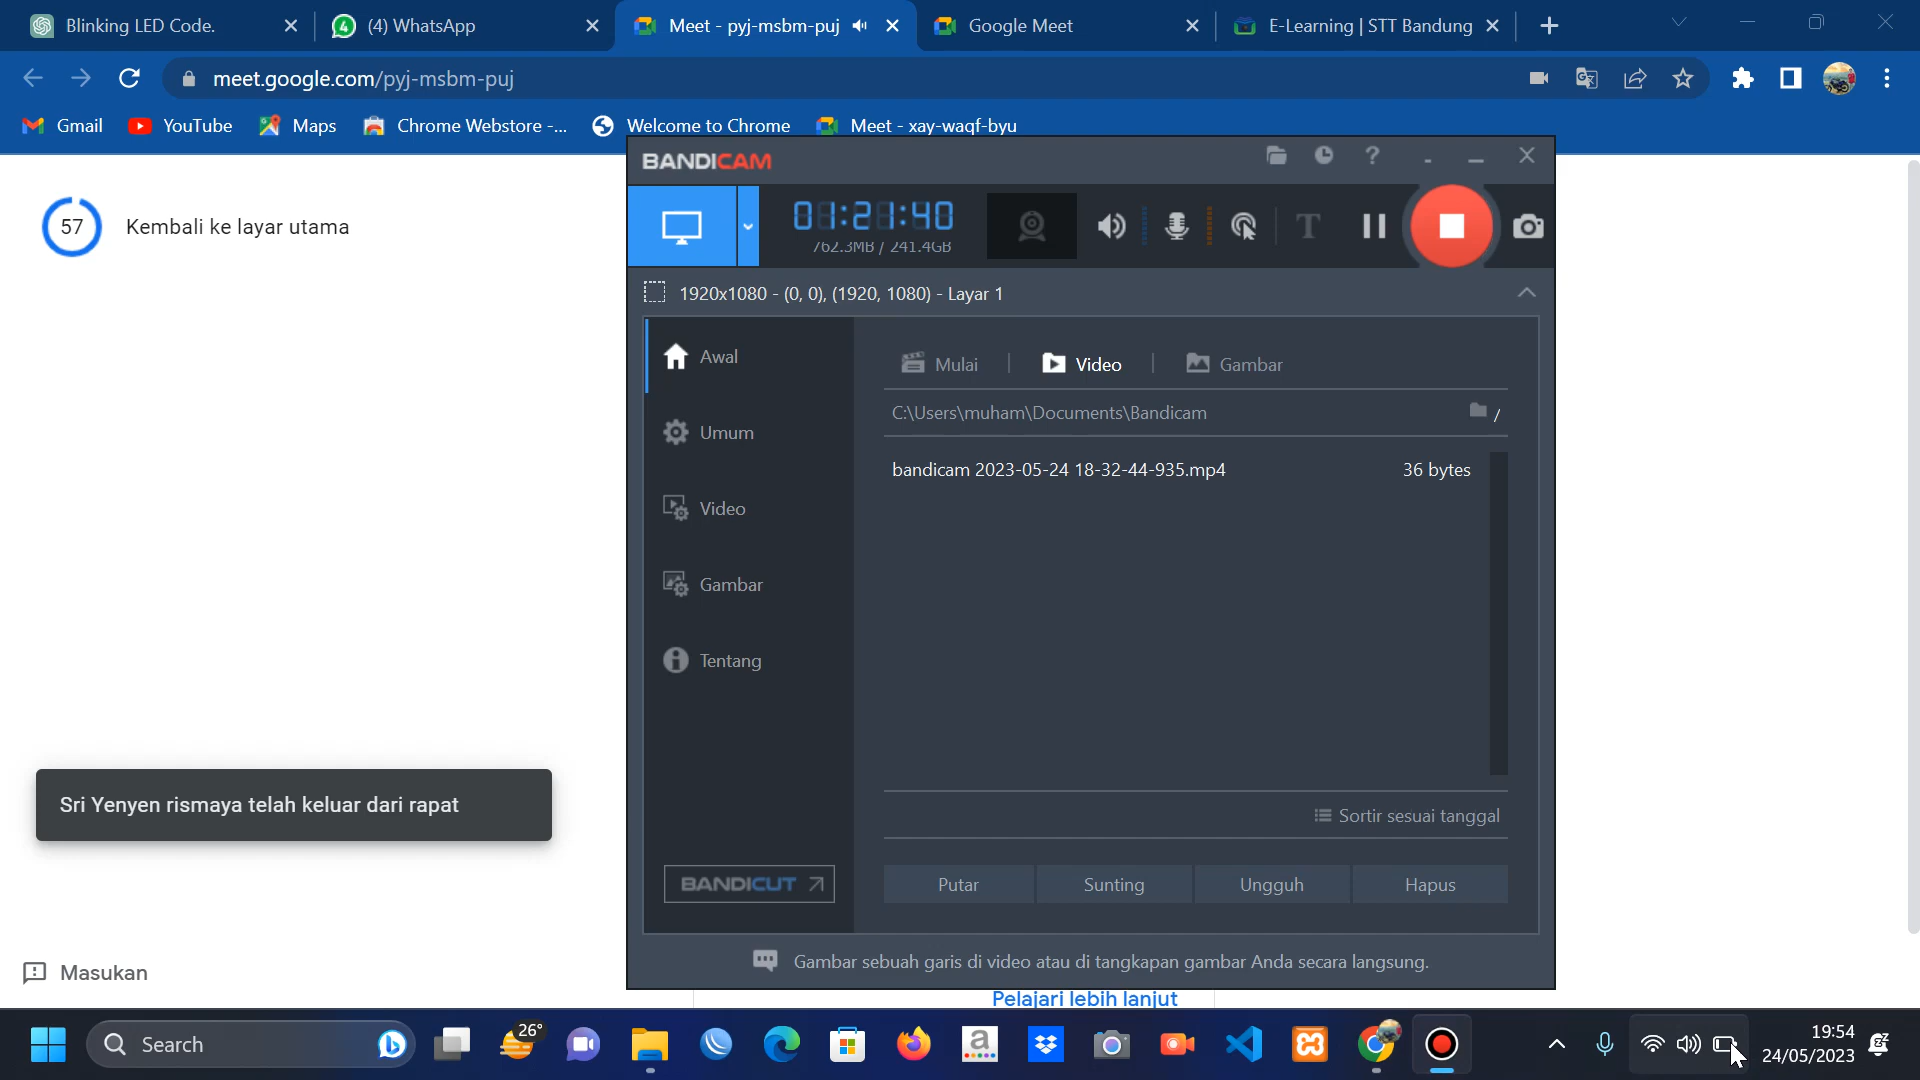 Blinking LED Code.
(4) WhatsApp
Meet - pyj-msbm-puj
Google Meet
E-Learning | STT Bandung
meet.google.com/pyj-msbm-puj
Gmail
YouTube
Maps
Chrome Webstore -...
Welcome to Chrome
Meet - xay-waqf-byu
57
Kembali ke layar utama
BANDICAM
01:21:40
762.3MB / 241.4GB
1920x1080 - (0, 0), (1920, 1080) - Layar 1
Awal
Umum
Video
Gambar
Tentang
Mulai
Video
Gambar
C:\Users\muham\Documents\Bandicam
/
bandicam 2023-05-24 18-32-44-935.mp4
36 bytes
Sortir sesuai tanggal
BANDICUT
Putar
Sunting
Ungguh
Hapus
Gambar sebuah garis di video atau di tangkapan gambar Anda secara langsung.
Sri Yenyen rismaya telah keluar dari rapat
Masukan
Pelajari lebih lanjut
Search
26°
19:54
24/05/2023